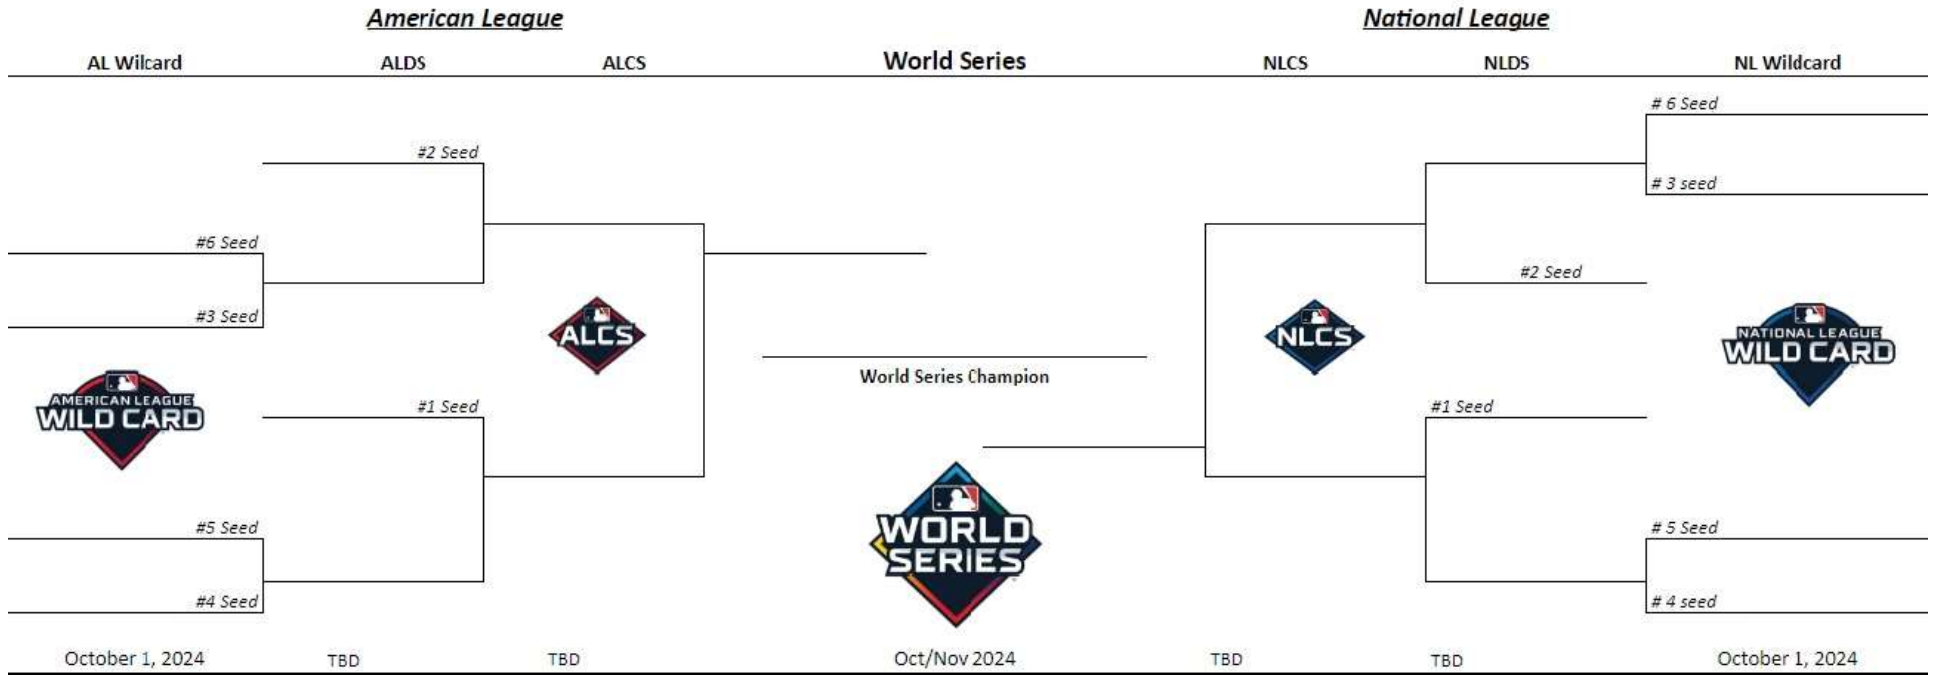 American League
National League
AL Wilcard
ALDS
ALCS
World Series
NLCS
NLDS
NL Wildcard
# 6 Seed
#2 Seed
# 3 seed
#6 Seed
#2 Seed
#3 Seed
ALCS
NLCS
NATIONAL LEAGUE
WILD CARD
World Series Champion
AMERICAN LEAGUE
WILD CARD
#1 Seed
#1 Seed
WORLD
SERIES
#5 Seed
# 5 Seed
#4 Seed
# 4 seed
October 1, 2024
TBD
TBD
Oct/Nov 2024
TBD
TBD
October 1, 2024